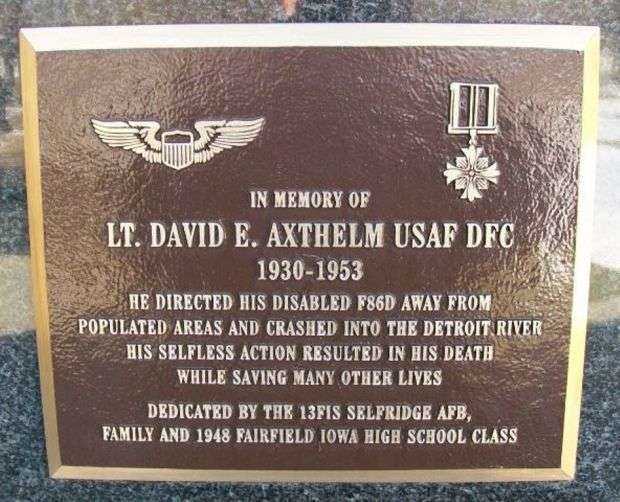 IN MEMORY OF
LT. DAVID E. AXTHELM USAF DFC
1930-1953
HE DIRECTED HIS DISABLED F86D AWAY FROM
POPULATED AREAS AND CRASHED INTO THE DETROIT RIVER
HIS SELFLESS ACTION RESULTED IN HIS DEATH
WHILE SAVING MANY OTHER LIVES
DEDICATED BY THE 13FIS SELFRIDGE AFB,
FAMILY AND 1948 FAIRFIELD IOWA HIGH SCHOOL CLASS